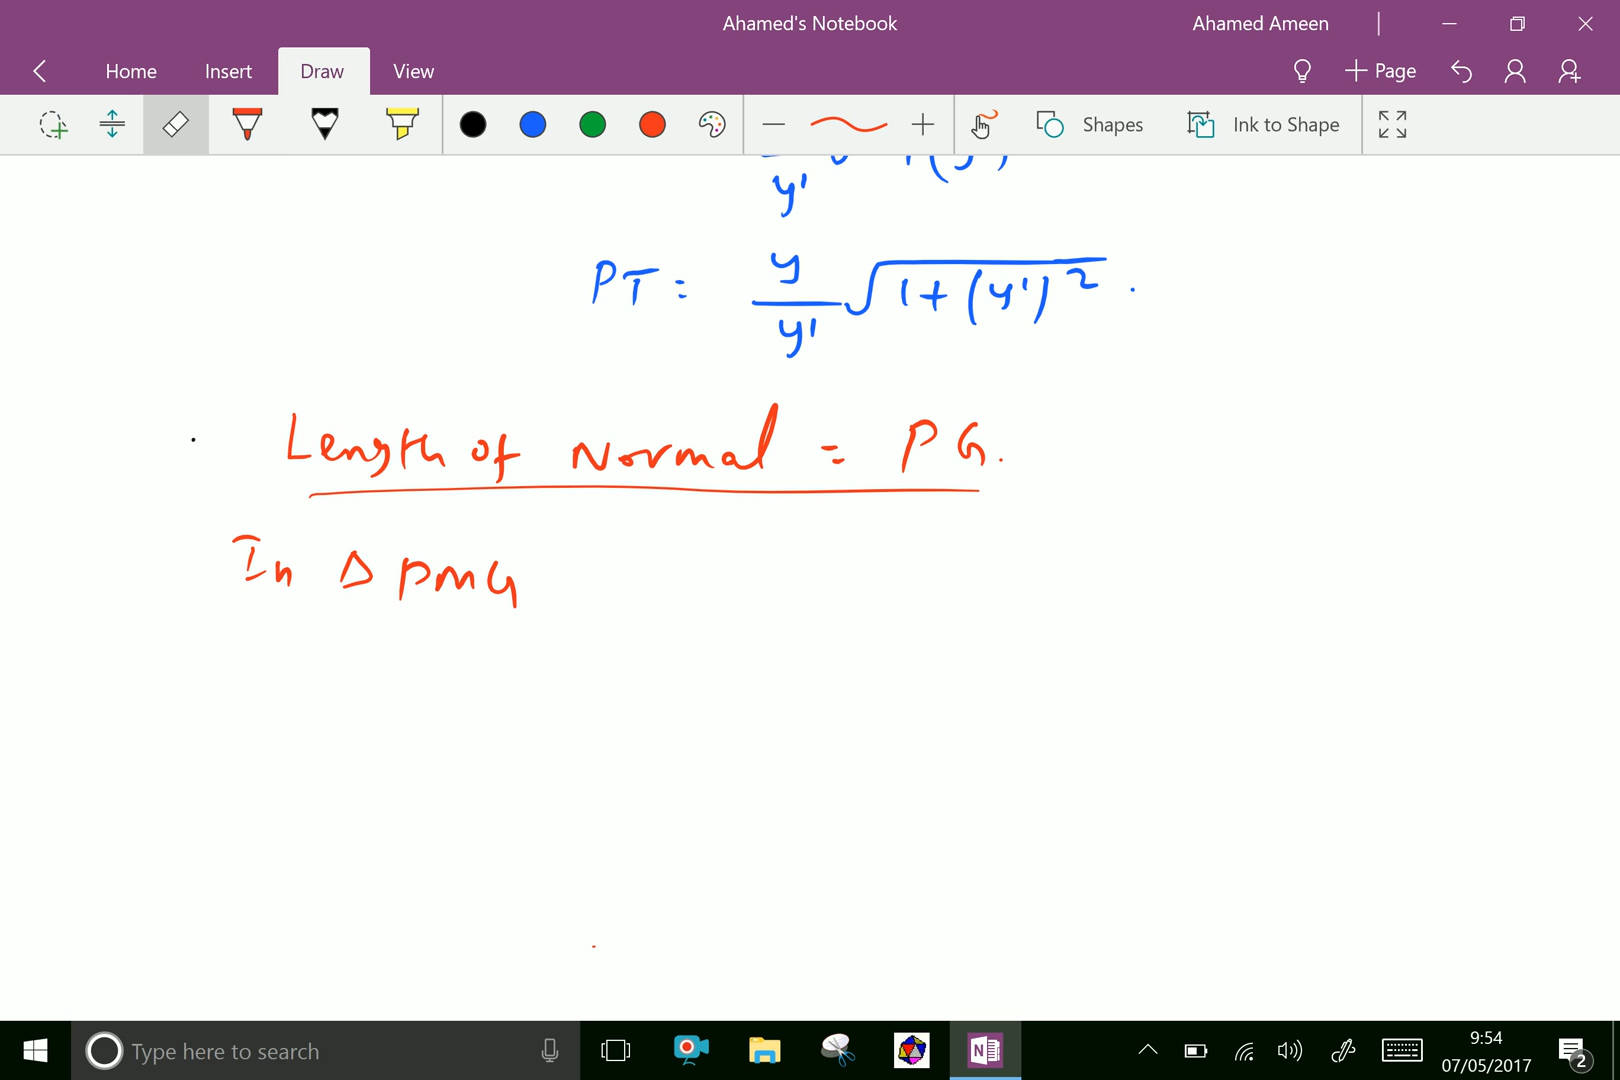 Ahamed's Notebook
Ahamed Ameen
Home Insert Draw View
Page
Shapes
Ink to Shape
y'
PT = y/y' √1+(y')².
Length of Normal = PG.
In Δ PMG
Type here to search
N
9:54
07/05/2017
2